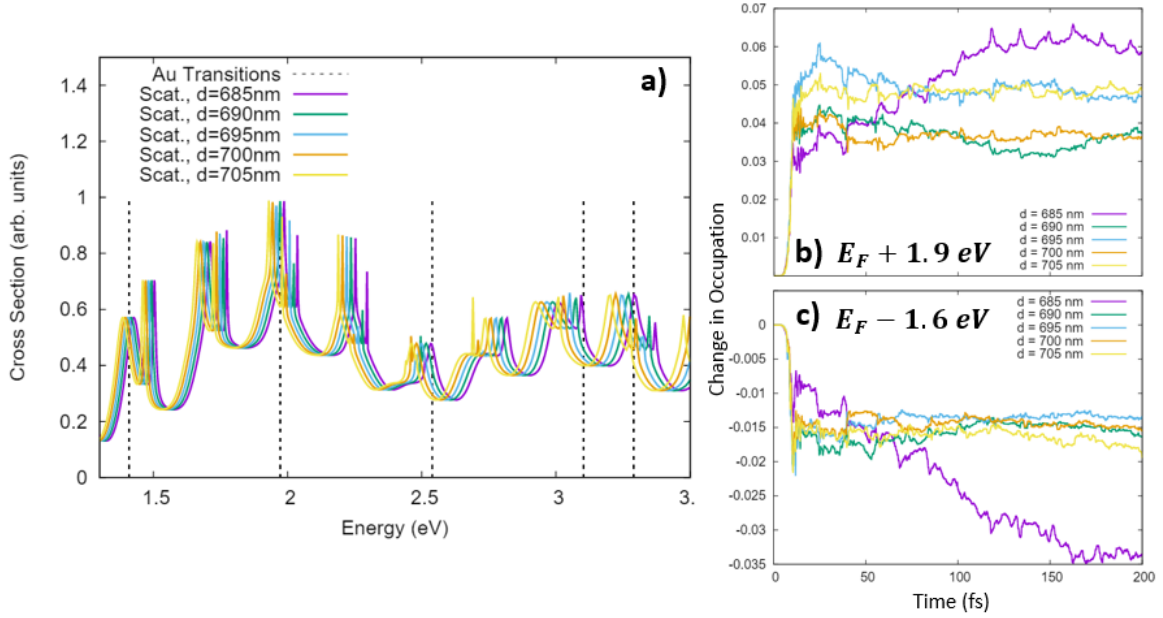 a)
1.4
1.2
1
0.8
0.6
0.4
0.2
0
Cross Section (arb. units)
Au Transitions
Scat., d=685nm
Scat., d=690nm
Scat., d=695nm
Scat., d=700nm
Scat., d=705nm
1.5
2
2.5
3
3.
Energy (eV)
0.07
0.06
0.05
0.04
0.03
0.02
0.01
Change in Occupation
b) E_F + 1.9 eV
d = 685 nm
d = 690 nm
d = 695 nm
d = 700 nm
d = 705 nm
c) E_F − 1.6 eV
d = 685 nm
d = 690 nm
d = 695 nm
d = 700 nm
d = 705 nm
0
-0.005
-0.01
-0.015
-0.02
-0.025
-0.03
-0.035
0
50
100
150
200
Time (fs)